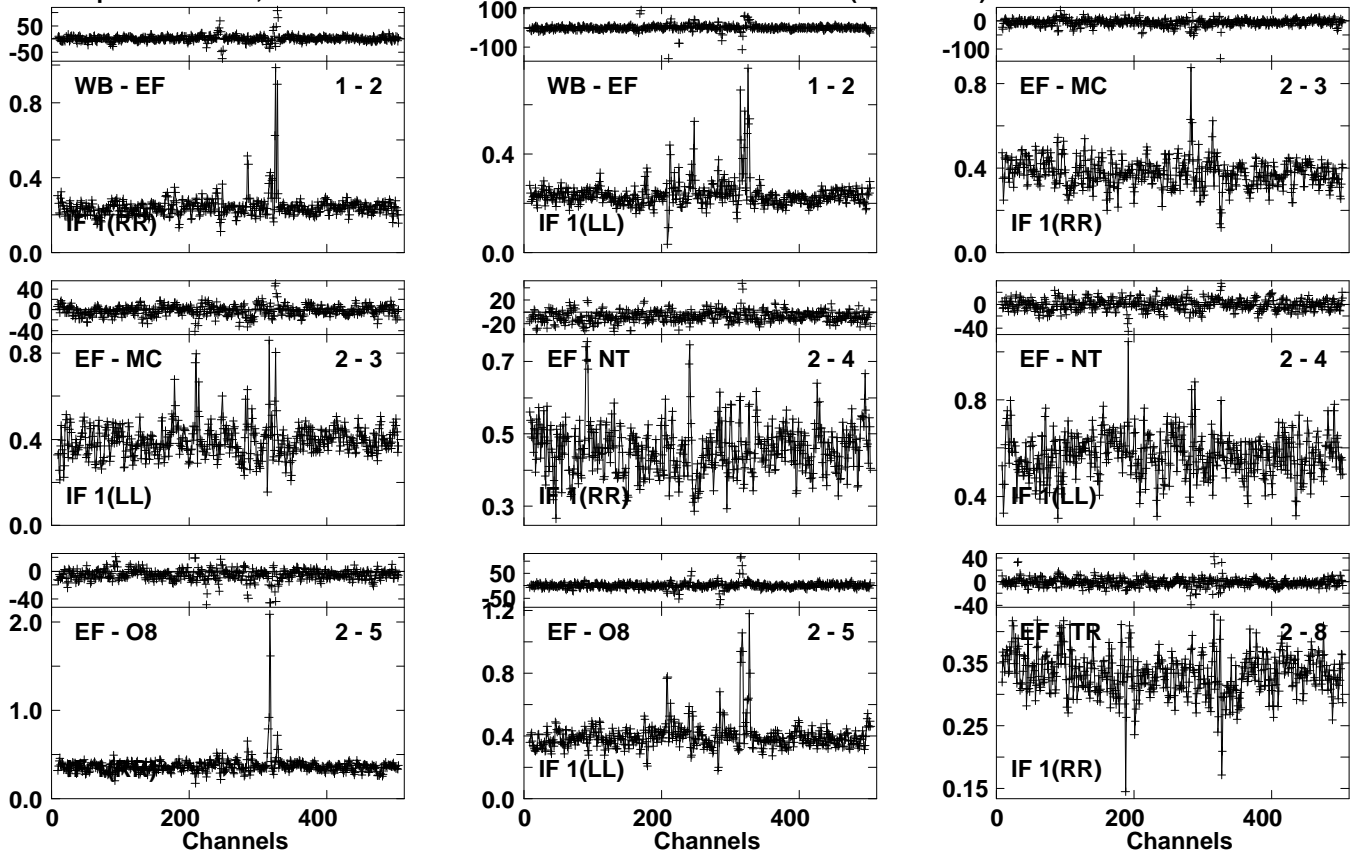 50
-50
WB - EF 1 - 2
0.8
0.4
IF 1(RR)
0.0
100
-100
WB - EF 1 - 2
0.4
IF 1(LL)
0.0
0
-100
EF - MC 2 - 3
0.8
0.4
IF 1(RR)
0.0
40
0
-40
EF - MC 2 - 3
0.8
0.4
IF 1(LL)
0.0
20
-20
EF - NT 2 - 4
0.7
0.5
IF 1(RR)
0.3
0
-40
EF - NT 2 - 4
0.8
IF 1(LL)
0.4
0
-40
EF - O8 2 - 5
2.0
1.0
0.0
0 200 400
Channels
50
-50
1.2
EF - O8 2 - 5
0.8
0.4
IF 1(LL)
0.0
0 200 400
Channels
40
0
-40
EF - TR 2 - 8
0.35
0.25
IF 1(RR)
0.15
0 200 400
Channels